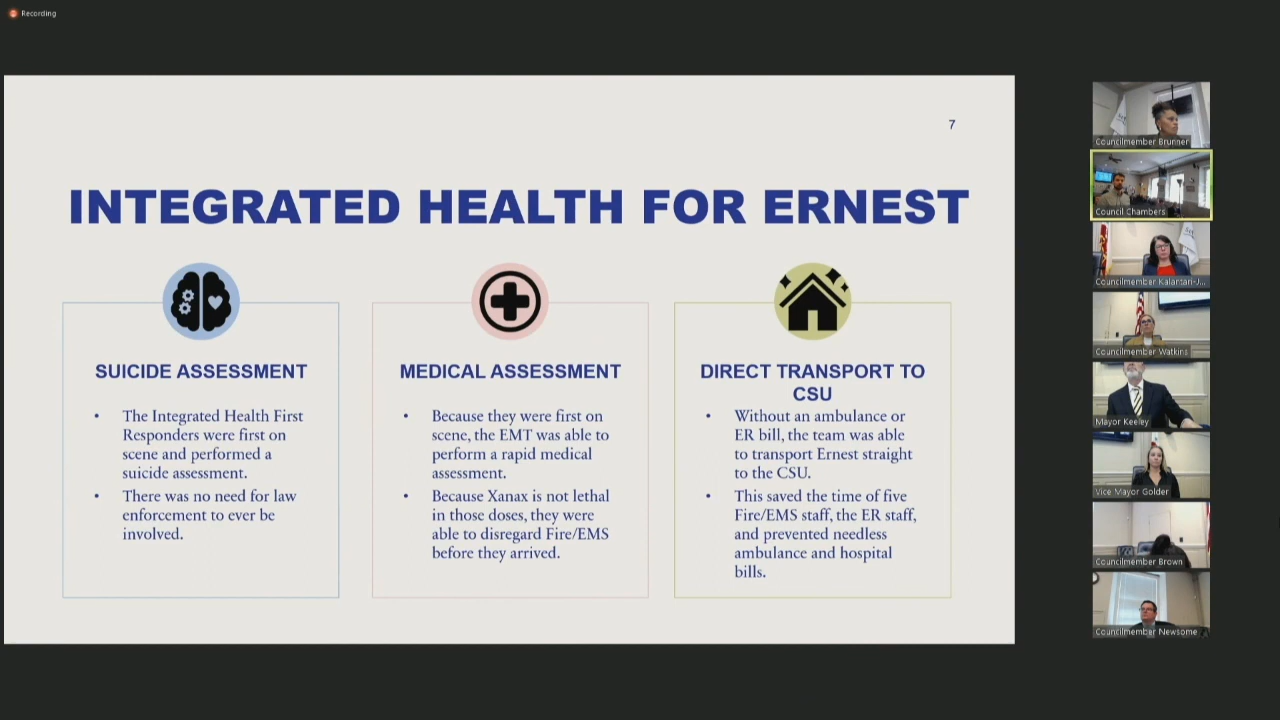 Recording
7
INTEGRATED HEALTH FOR ERNEST
SUICIDE ASSESSMENT
• The Integrated Health First
Responders were first on
scene and performed a
suicide assessment.
• There was no need for law
enforcement to ever be
involved.
MEDICAL ASSESSMENT
• Because they were first on
scene, the EMT was able to
perform a rapid medical
assessment.
• Because Xanax is not lethal
in those doses, they were
able to disregard Fire/EMS
before they arrived.
DIRECT TRANSPORT TO
CSU
• Without an ambulance or
ER bill, the team was able
to transport Ernest straight
to the CSU.
• This saved the time of five
Fire/EMS staff, the ER staff,
and prevented needless
ambulance and hospital
bills.
Councilmember Brunner
Council Chambers
Councilmember Kalantari-J...
Councilmember Watkins
Mayor Keeley
Vice Mayor Golder
Councilmember Brown
Councilmember Newsome